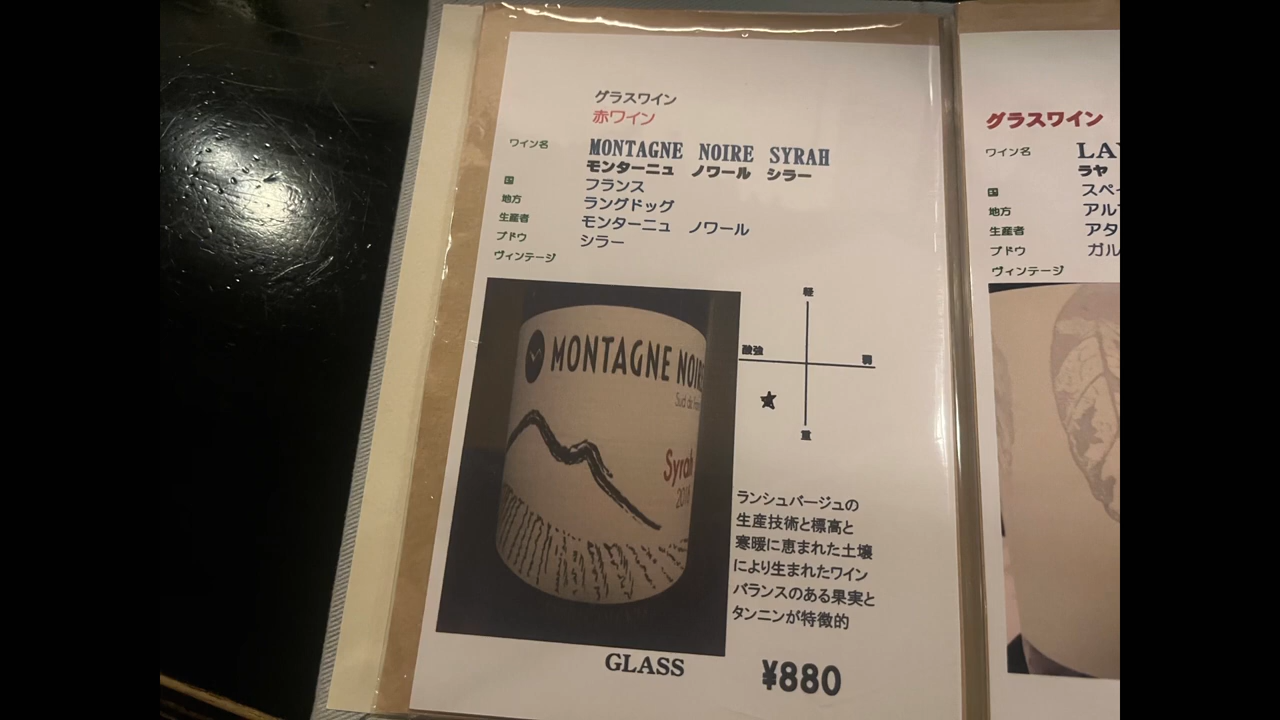 グラスワイン
赤ワイン
ワイン名 MONTAGNE NOIRE SYRAH
モンターニュ ノワール シラー
国 フランス
地方 ラングドッグ
生産者 モンターニュ ノワール
ブドウ シラー
ヴィンテージ
MONTAGNE NOIRE
Sud de
Syrah
軽
酸強
弱
重
ランシュバージュの
生産技術と標高と
寒暖に恵まれた土壌
により生まれたワイン
バランスのある果実と
タンニンが特徴的
GLASS ¥880
グラスワイン
ワイン名 LA
ラヤ
国 スペ
地方 アル
生産者 アタ
ブドウ ガル
ヴィンテージ